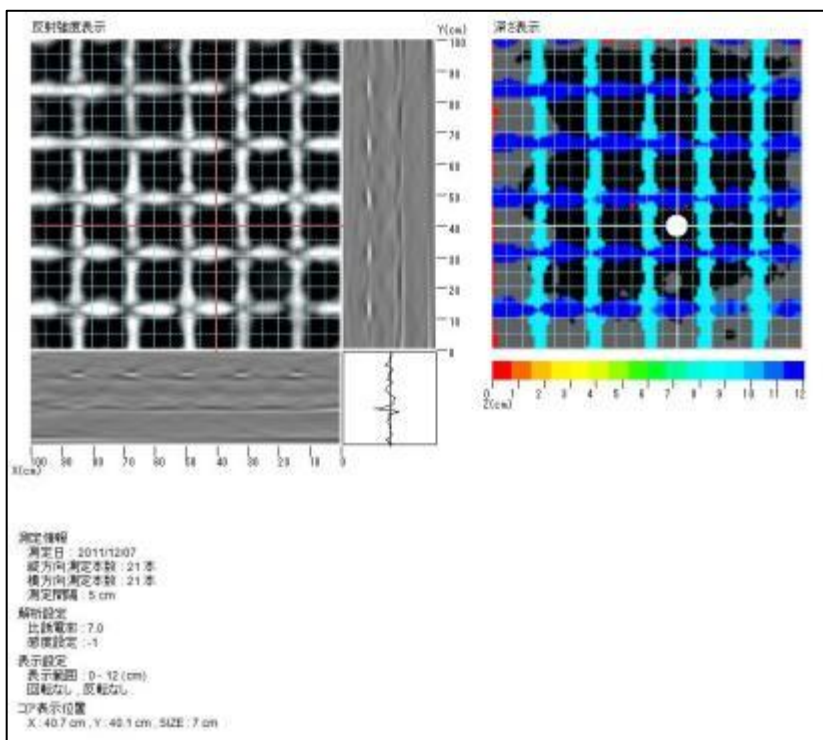 反射強度表示
Y(cm)
100
90
80
70
60
50
40
30
20
10
0
100 90 80 70 60 50 40 30 20 10 0
X(cm)
深さ表示
0 1 2 3 4 5 6 7 8 9 10 11 12
Z(cm)
測定情報
測定日 : 2011/12/07
縦方向測定本数 : 21 本
横方向測定本数 : 21 本
測定間隔 : 5 cm
解析設定
比誘電率 : 7.0
感度設定 : -1
表示設定
表示範囲 : 0 - 12 (cm)
回転なし , 反転なし
コア表示位置
X : 40.7 cm , Y : 40.1 cm , SIZE : 7 cm